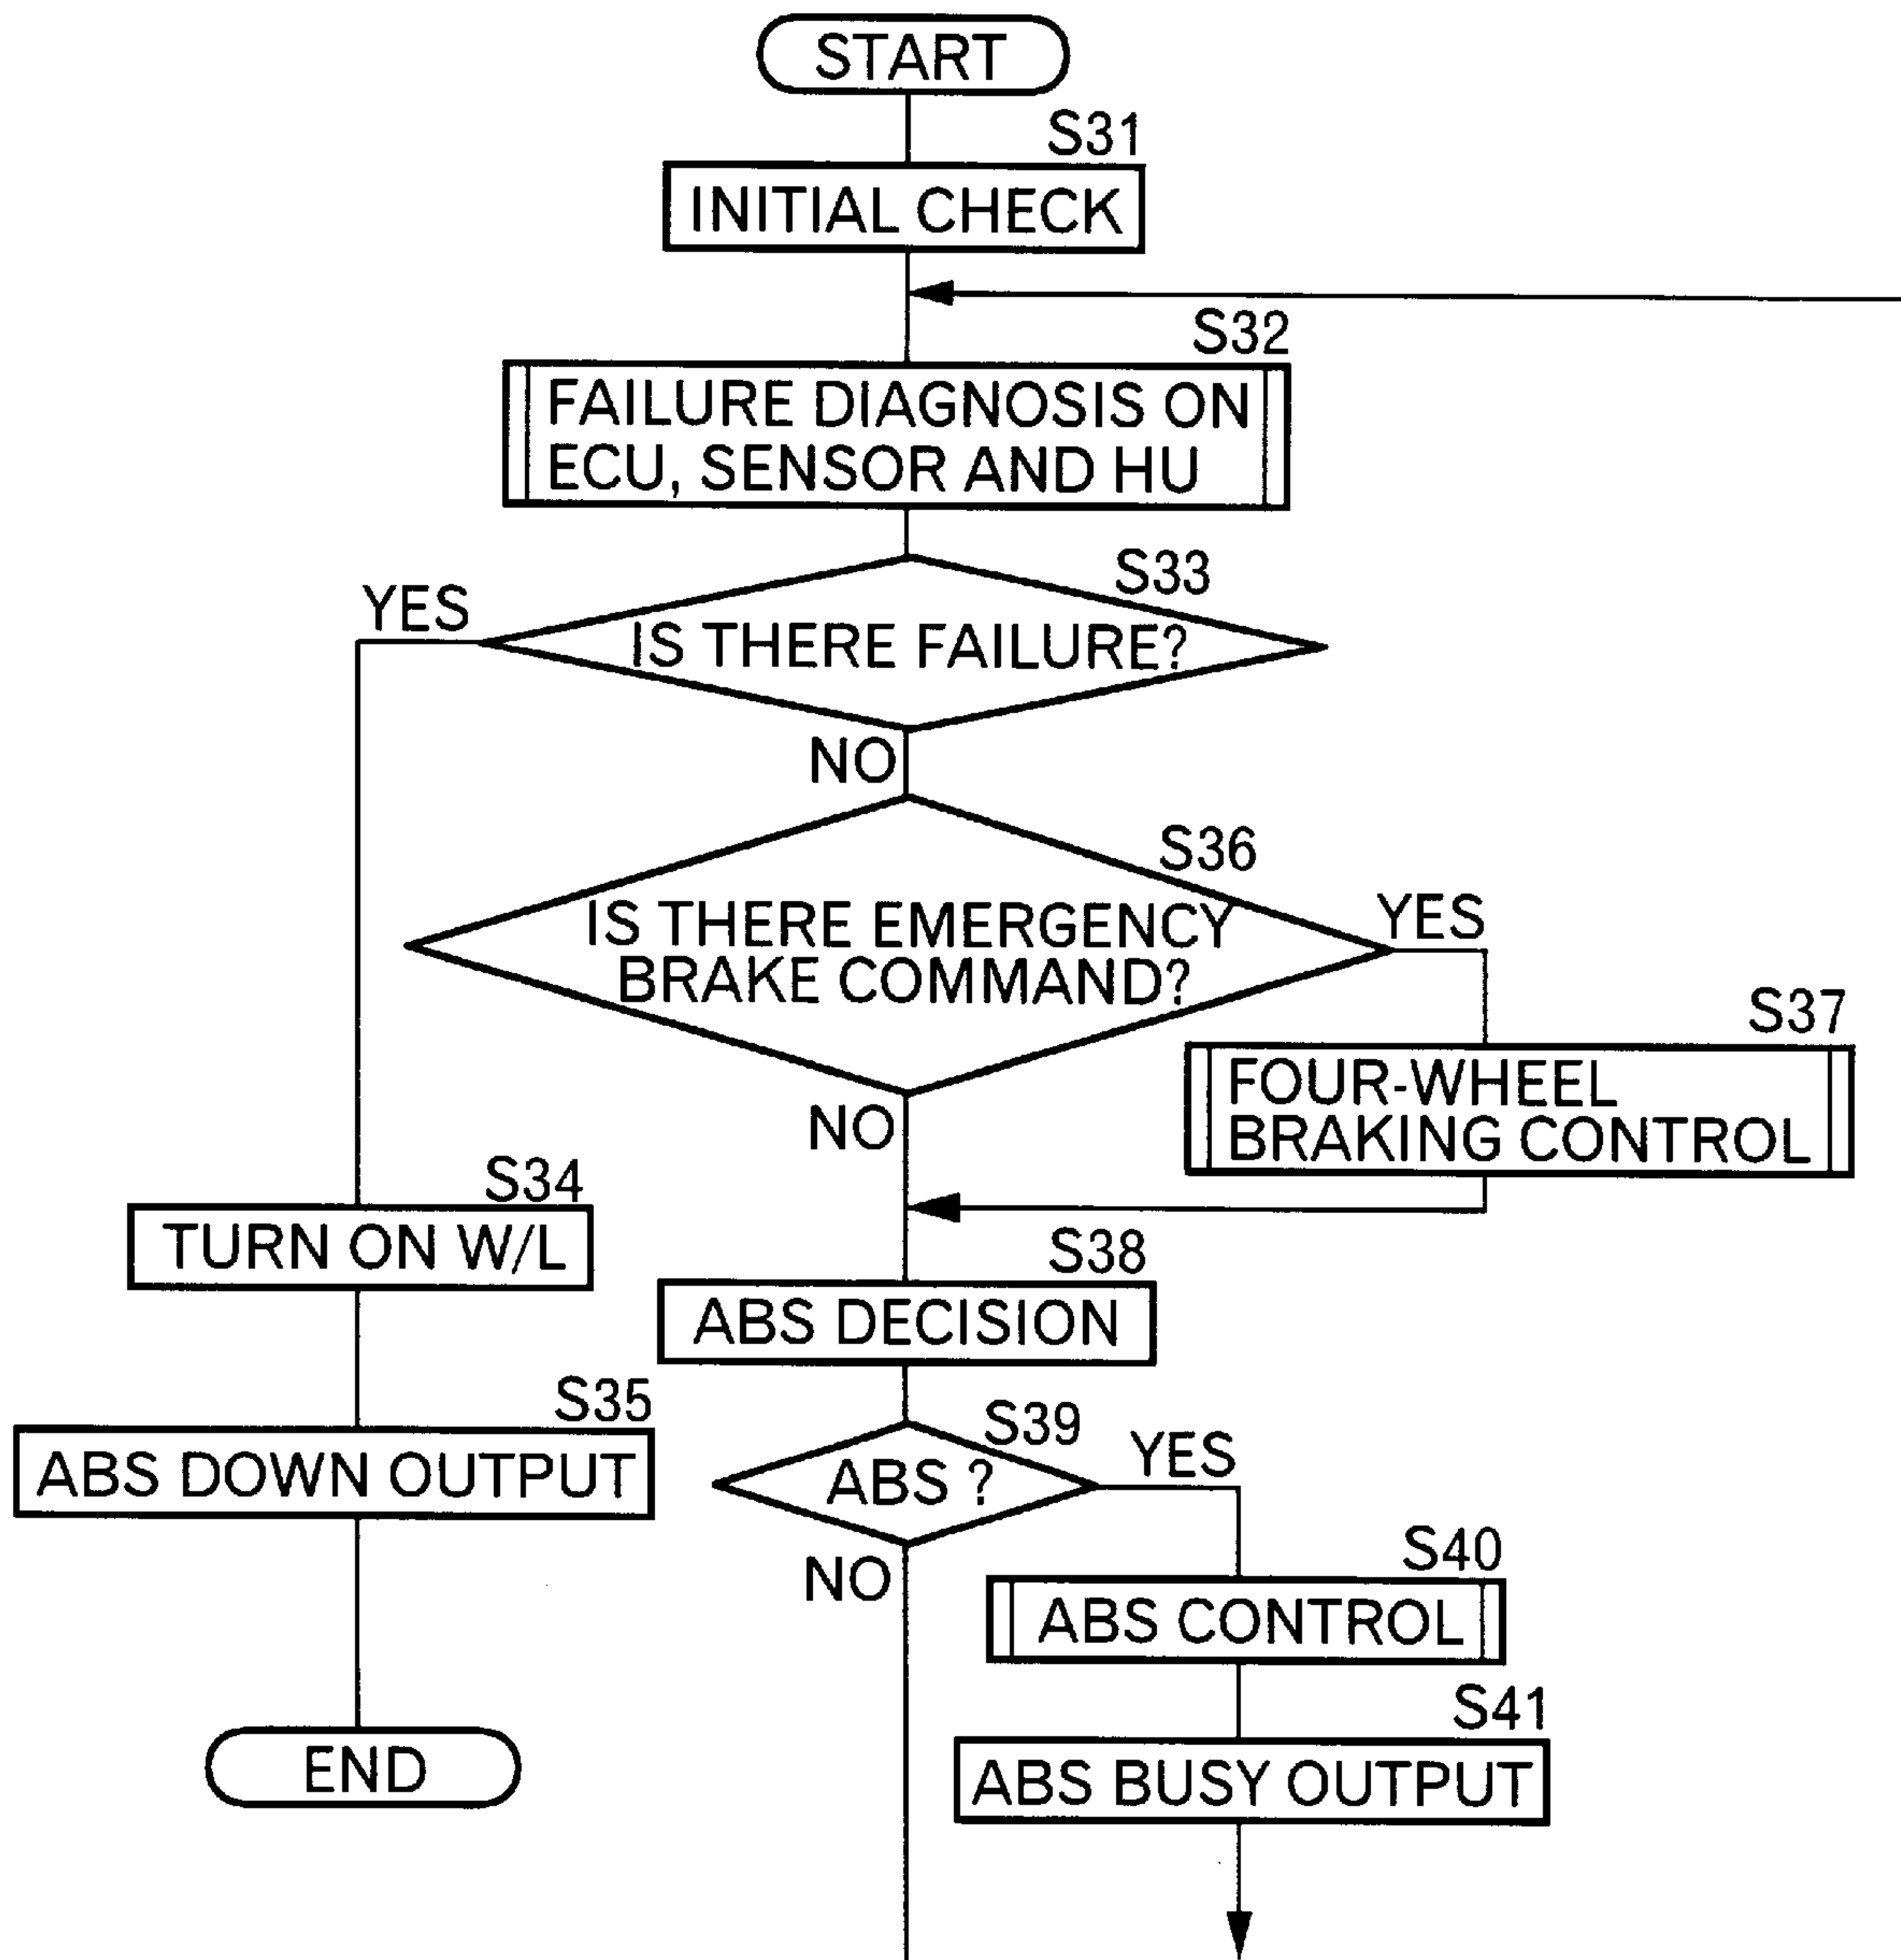 START
S31
INITIAL CHECK
S32
FAILURE DIAGNOSIS ON
ECU, SENSOR AND HU
S33
YES
IS THERE FAILURE?
NO
S36
IS THERE EMERGENCY
BRAKE COMMAND?
YES
S37
FOUR-WHEEL
BRAKING CONTROL
NO
S34
TURN ON W/L
S38
ABS DECISION
S35
ABS DOWN OUTPUT
S39
ABS ?
YES
NO
S40
ABS CONTROL
S41
ABS BUSY OUTPUT
END